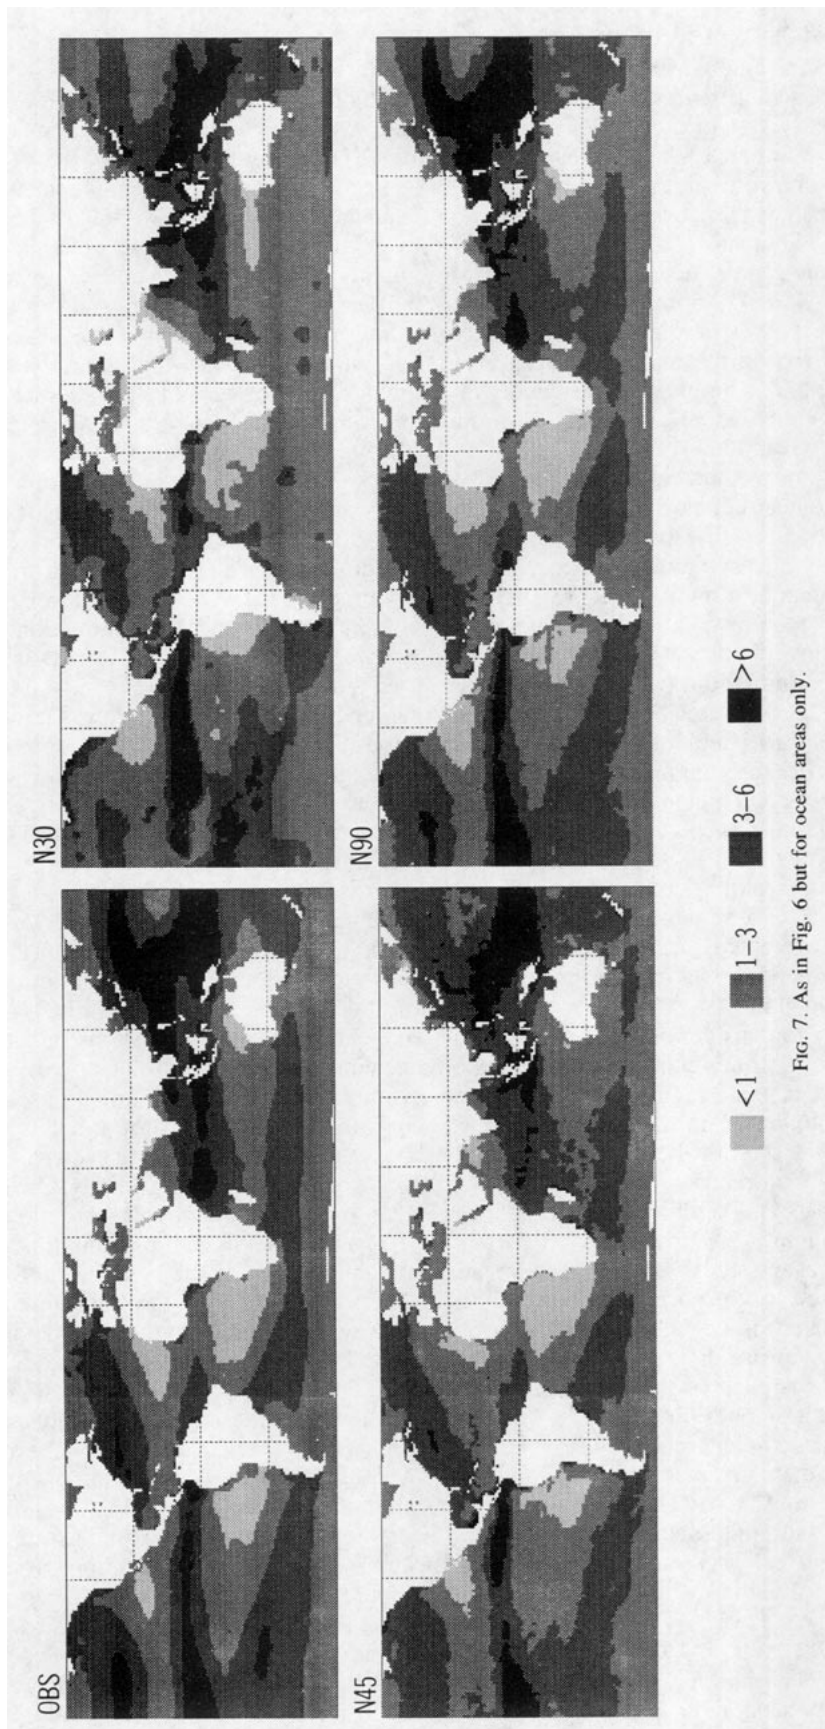 OBS
N30
N45
N90
<1
1–3
3–6
>6
FIG. 7. As in Fig. 6 but for ocean areas only.